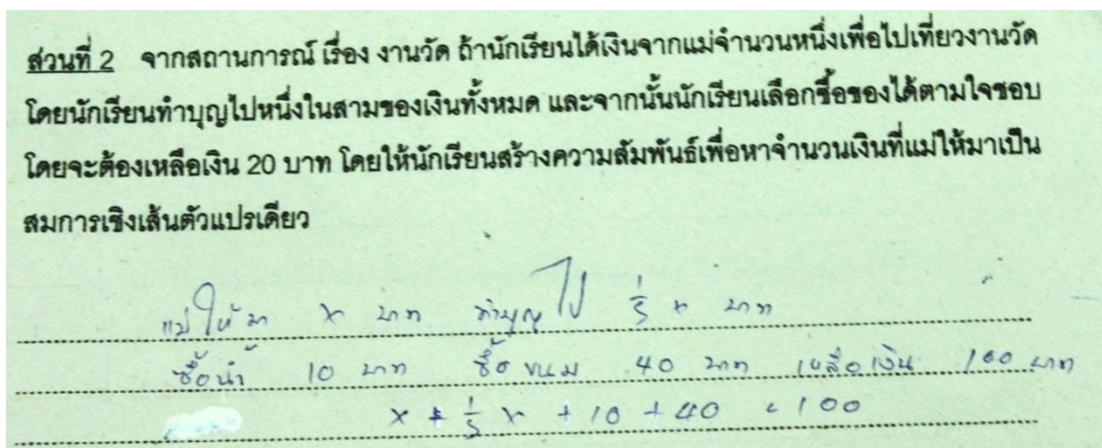 ส่วนที่ 2 จากสถานการณ์ เรื่อง งานวัด ถ้านักเรียนได้เงินจากแม่จำนวนหนึ่งเพื่อไปเที่ยวงานวัด
โดยนักเรียนทำบุญไปหนึ่งในสามของเงินทั้งหมด และจากนั้นนักเรียนเลือกซื้อของได้ตามใจชอบ
โดยจะต้องเหลือเงิน 20 บาท โดยให้นักเรียนสร้างความสัมพันธ์เพื่อหาจำนวนเงินที่แม่ให้มาเป็น
สมการเชิงเส้นตัวแปรเดียว
แม่ให้มา x บาท ทำบุญไป x บาท
ซื้อน้ำ 10 บาท ซื้อขนม 40 บาท เหลือเงิน 100 บาท
x + x + 10 + 40 = 100